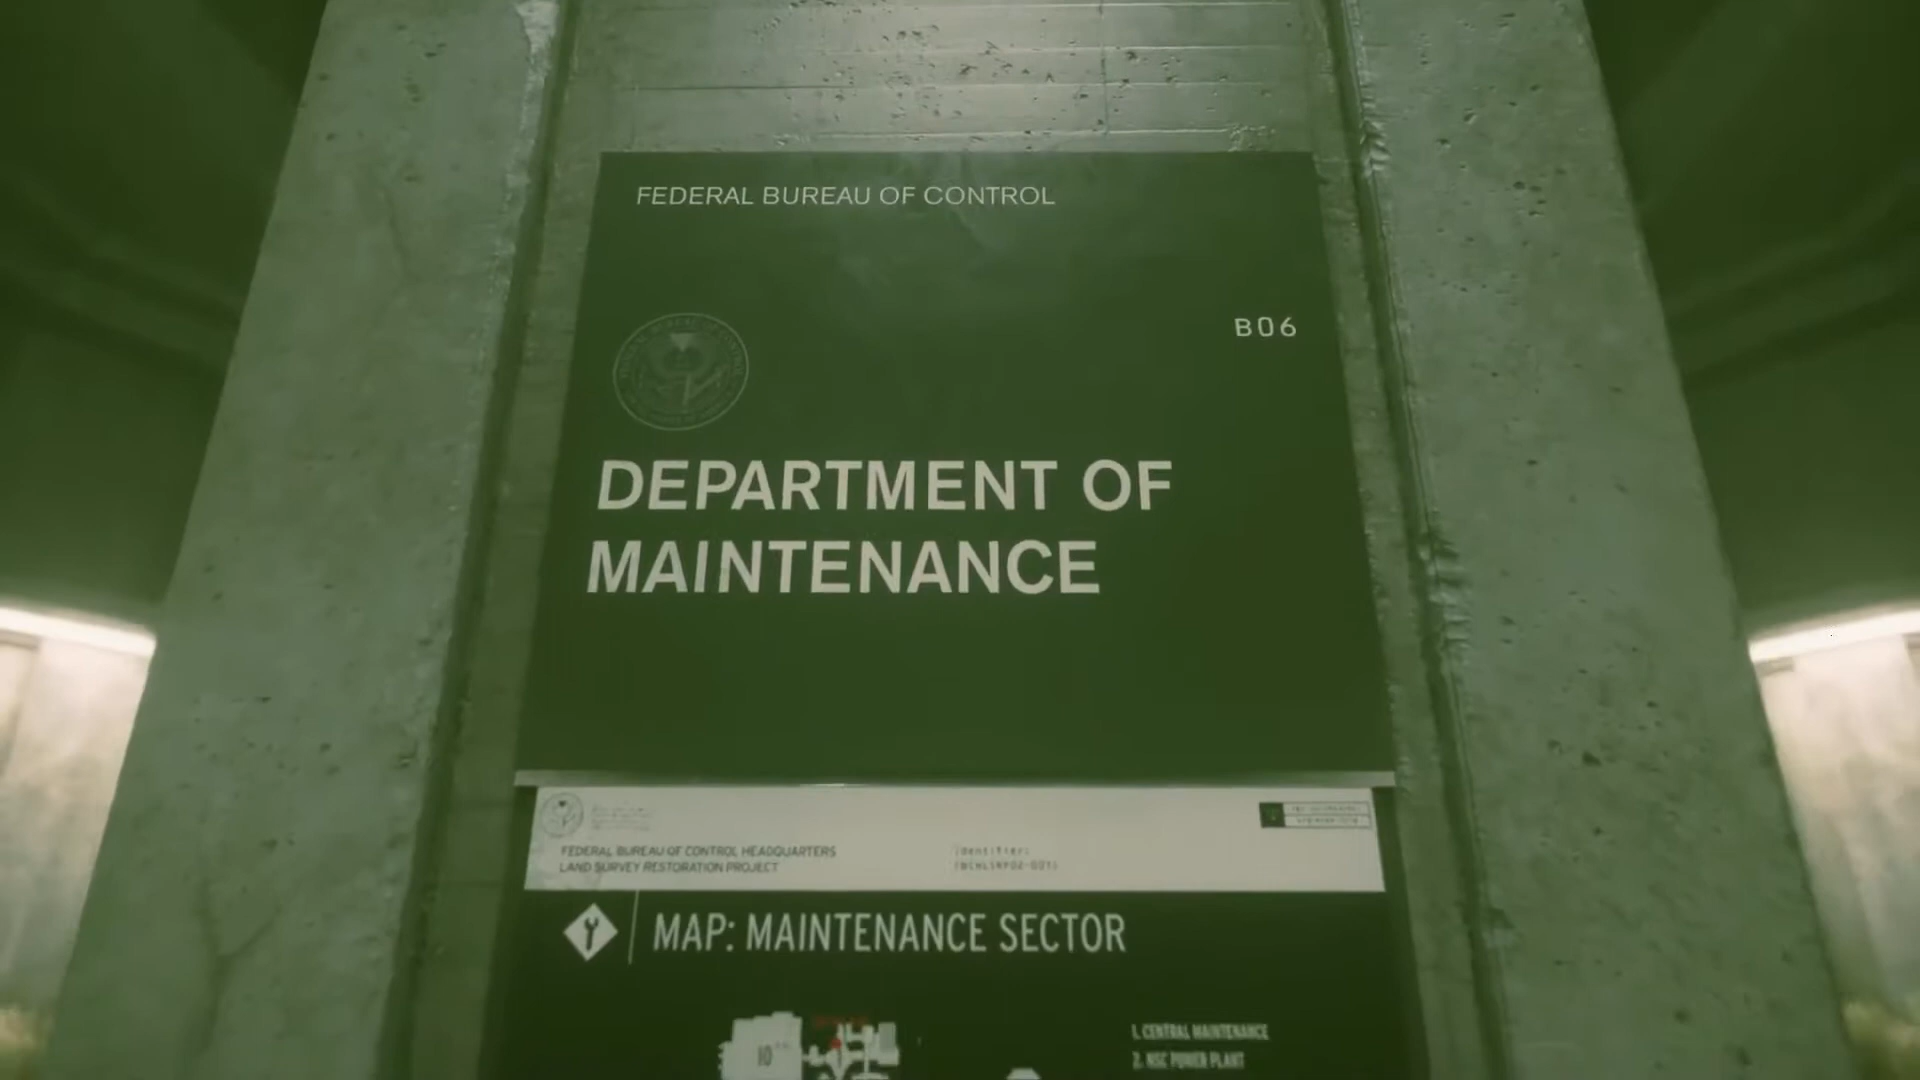 FEDERAL BUREAU OF CONTROL
B06
DEPARTMENT OF
MAINTENANCE
FEDERAL BUREAU OF CONTROL HEADQUARTERS
LAND SURVEY RESTORATION PROJECT
MAP: MAINTENANCE SECTOR
10
1. CENTRAL MAINTENANCE
2. NSC POWER PLANT